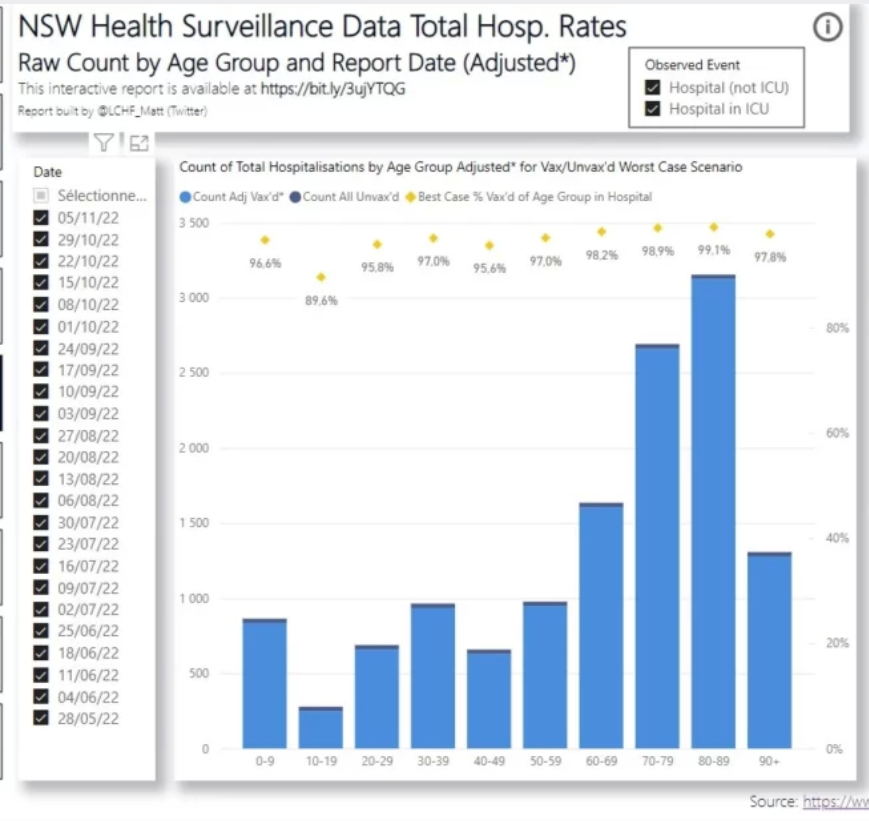 NSW Health Surveillance Data Total Hosp. Rates
Raw Count by Age Group and Report Date (Adjusted*)
This interactive report is available at https://bit.ly/3ujYTQG
Report built by @LCHF_Matt (Twitter)
Observed Event
Hospital (not ICU)
Hospital in ICU
Date
Sélectionne...
05/11/22
29/10/22
22/10/22
15/10/22
08/10/22
01/10/22
24/09/22
17/09/22
10/09/22
03/09/22
27/08/22
20/08/22
13/08/22
06/08/22
30/07/22
23/07/22
16/07/22
09/07/22
02/07/22
25/06/22
18/06/22
11/06/22
04/06/22
28/05/22
Count of Total Hospitalisations by Age Group Adjusted* for Vax/Unvax'd Worst Case Scenario
Count Adj Vax'd* Count All Unvax'd Best Case % Vax'd of Age Group in Hospital
3 500
3 000
2 500
2 000
1 500
1 000
500
0
96,6% 89,6% 95,8% 97,0% 95,6% 97,0% 98,2% 98,9% 99,1% 97,8%
80%
60%
40%
20%
0%
0-9 10-19 20-29 30-39 40-49 50-59 60-69 70-79 80-89 90+
Source: https://ww